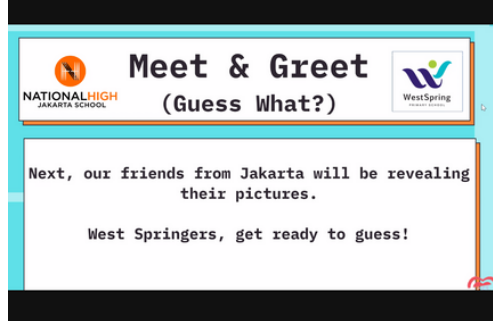 Meet & Greet
(Guess What?)
NATIONALHIGH
JAKARTA SCHOOL
WestSpring
PRIMARY SCHOOL
Next, our friends from Jakarta will be revealing
their pictures.
West Springers, get ready to guess!